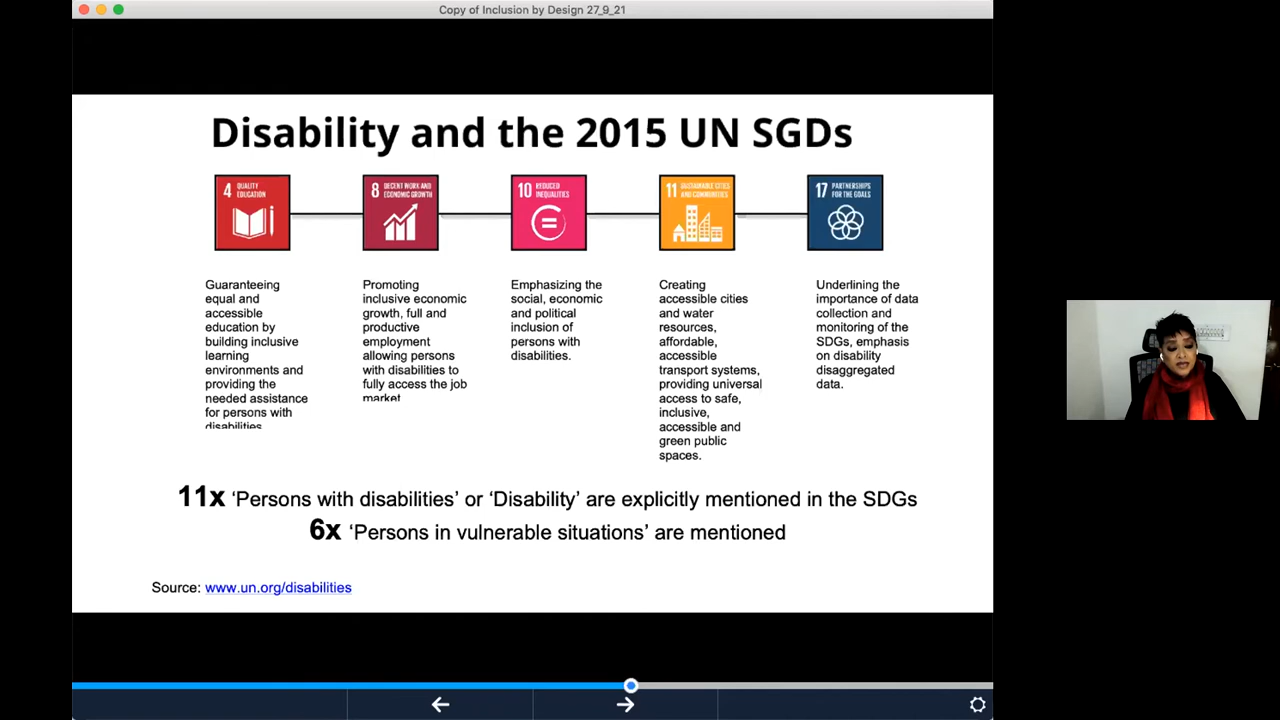 Copy of Inclusion by Design 27_9_21
Disability and the 2015 UN SGDs
4 QUALITY
EDUCATION
8 DECENT WORK AND
ECONOMIC GROWTH
10 REDUCED
INEQUALITIES
11 SUSTAINABLE CITIES
AND COMMUNITIES
17 PARTNERSHIPS
FOR THE GOALS
Guaranteeing
equal and
accessible
education by
building inclusive
learning
environments and
providing the
needed assistance
for persons with
disabilities
Promoting
inclusive economic
growth, full and
productive
employment
allowing persons
with disabilities to
fully access the job
market
Emphasizing the
social, economic
and political
inclusion of
persons with
disabilities.
Creating
accessible cities
and water
resources,
affordable,
accessible
transport systems,
providing universal
access to safe,
inclusive,
accessible and
green public
spaces.
Underlining the
importance of data
collection and
monitoring of the
SDGs, emphasis
on disability
disaggregated
data.
11x ‘Persons with disabilities’ or ‘Disability’ are explicitly mentioned in the SDGs
6x ‘Persons in vulnerable situations’ are mentioned
Source: www.un.org/disabilities